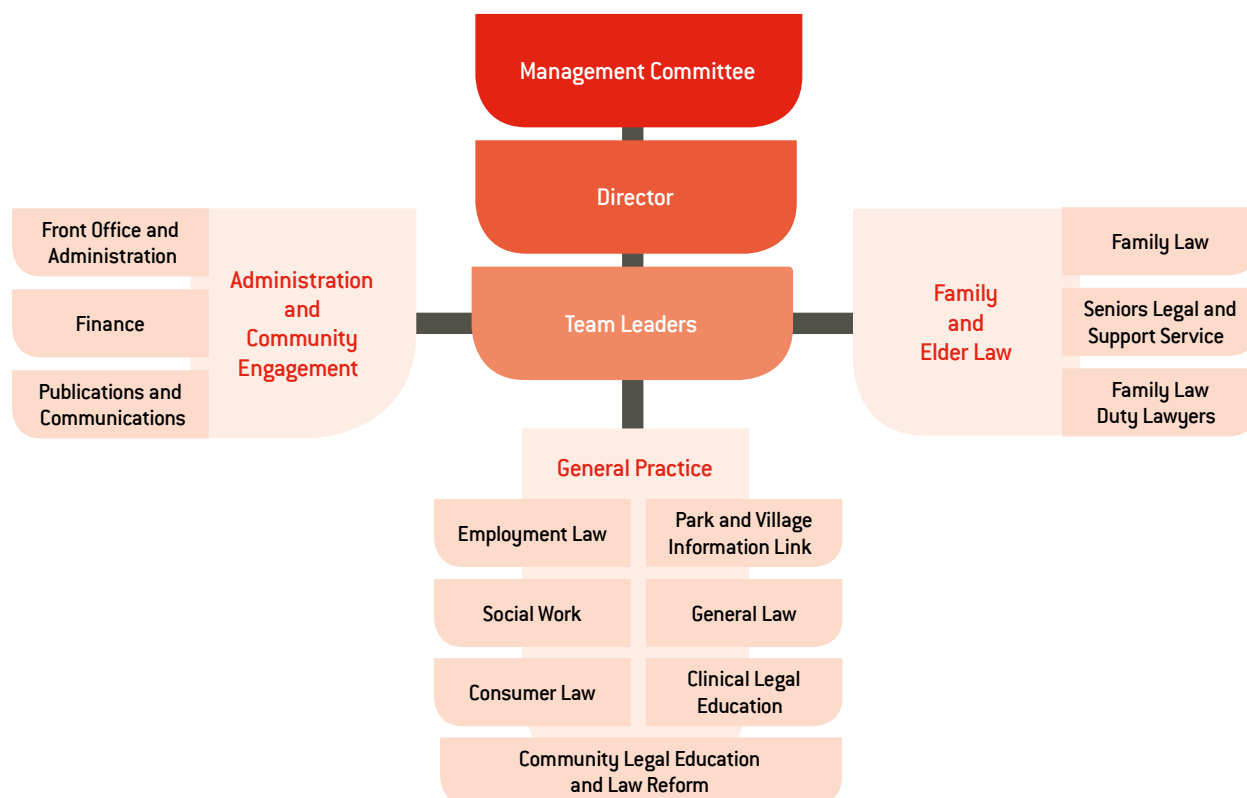 Management Committee
Director
Team Leaders
Front Office and
Administration
Finance
Publications and
Communications
Administration
and
Community
Engagement
Family
and
Elder Law
Family Law
Seniors Legal and
Support Service
Family Law
Duty Lawyers
General Practice
Employment Law
Park and Village
Information Link
Social Work
General Law
Consumer Law
Clinical Legal
Education
Community Legal Education
and Law Reform